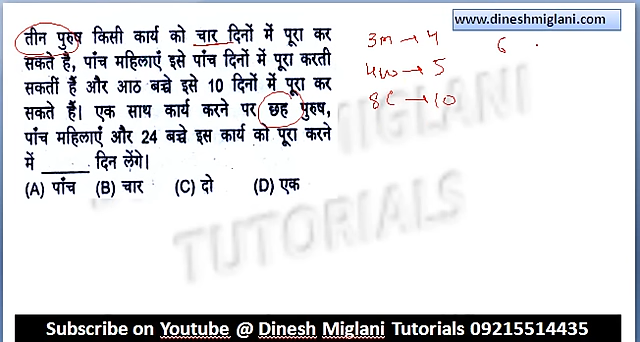 www.dineshmiglani.com
तीन पुरुष किसी कार्य को चार दिनों में पूरा कर
सकते हैं, पाँच महिलाएँ इसे पाँच दिनों में पूरा करती
सकतीं हैं और आठ बच्चे इसे 10 दिनों में पूरा कर
सकते हैं। एक साथ कार्य करने पर छह पुरुष,
पाँच महिलाएँ और 24 बच्चे इस कार्य को पूरा करने
में ______ दिन लेंगे।
(A) पाँच (B) चार (C) दो (D) एक
3m → 4
6
4w → 5
8C → 10
MIGLANI
TUTORIALS
Subscribe on Youtube @ Dinesh Miglani Tutorials 09215514435